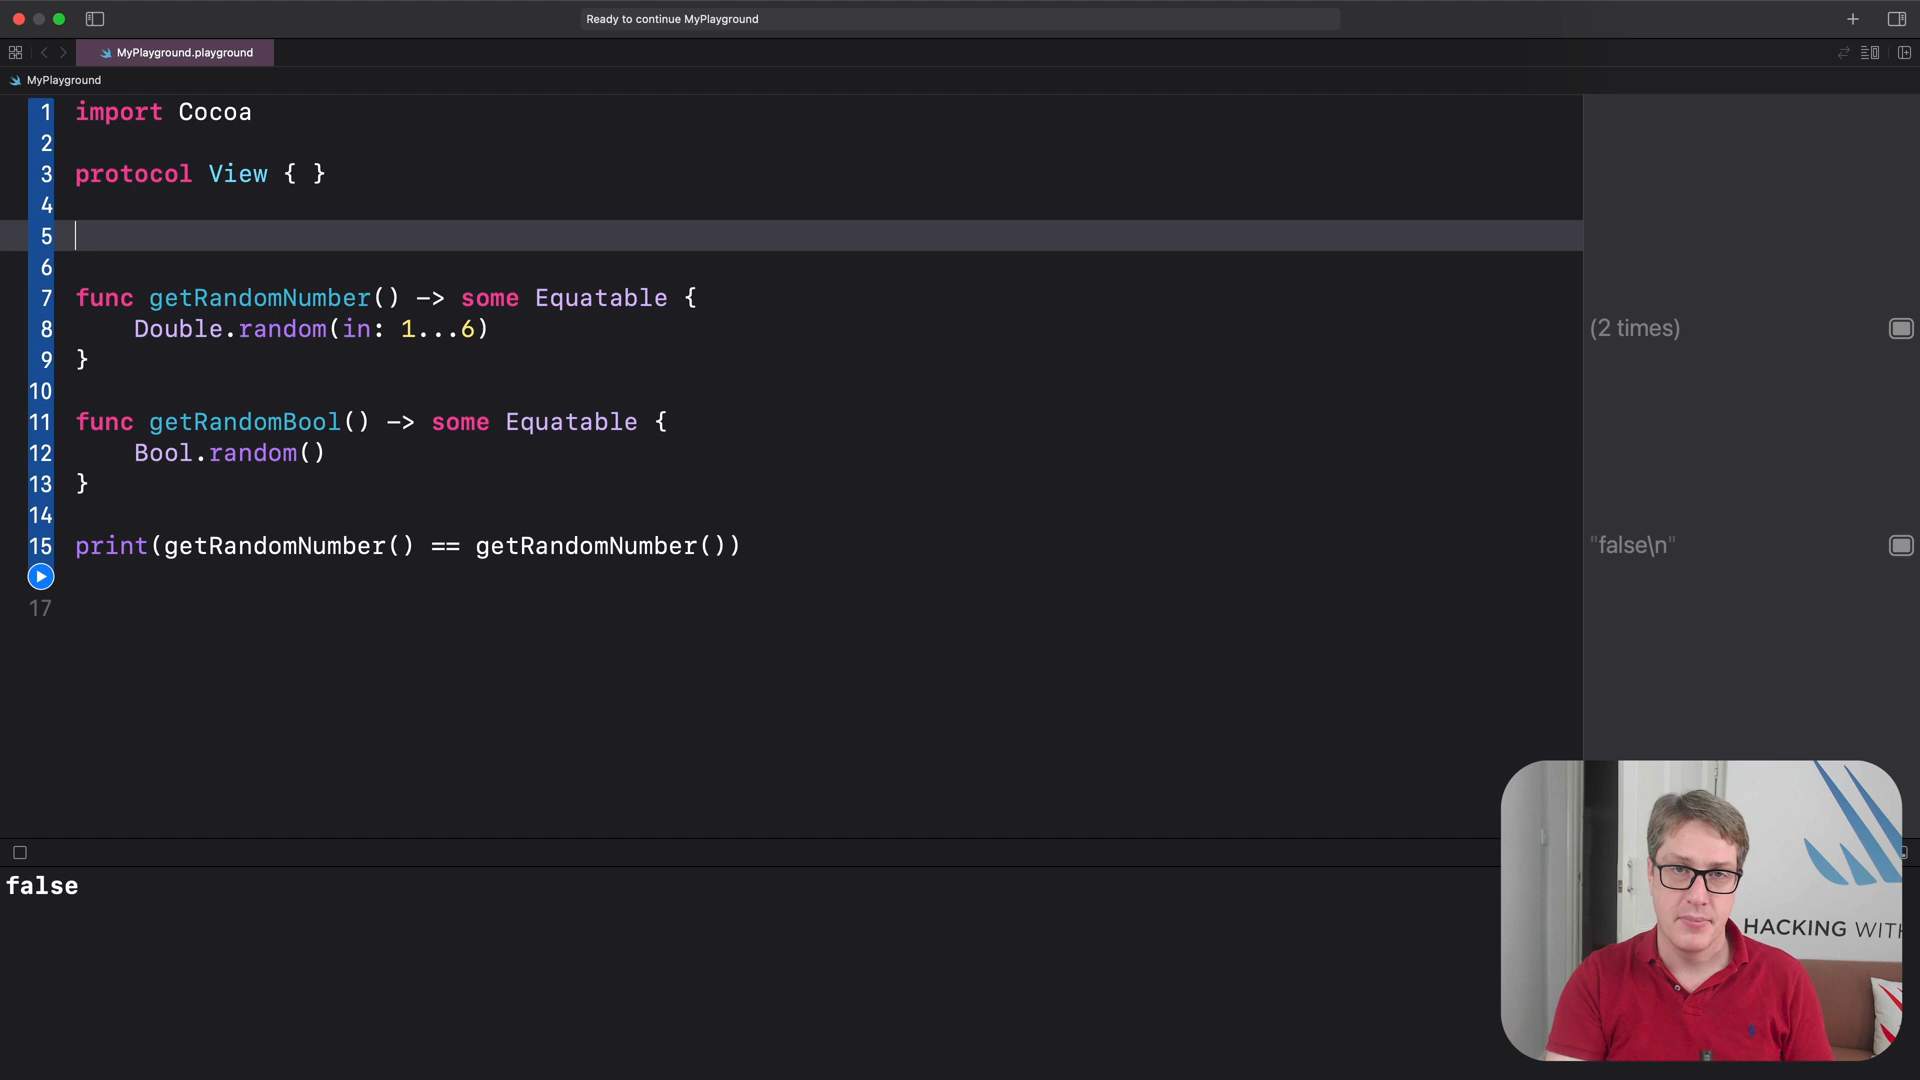 Ready to continue MyPlayground
MyPlayground.playground
MyPlayground
1 import Cocoa
2
3 protocol View { }
4
5
6
7 func getRandomNumber() -> some Equatable {
8 Double.random(in: 1...6)
(2 times)
9 }
10
11 func getRandomBool() -> some Equatable {
12 Bool.random()
13 }
14
15 print(getRandomNumber() == getRandomNumber())
"false\n"
17
false
HACKING WITH